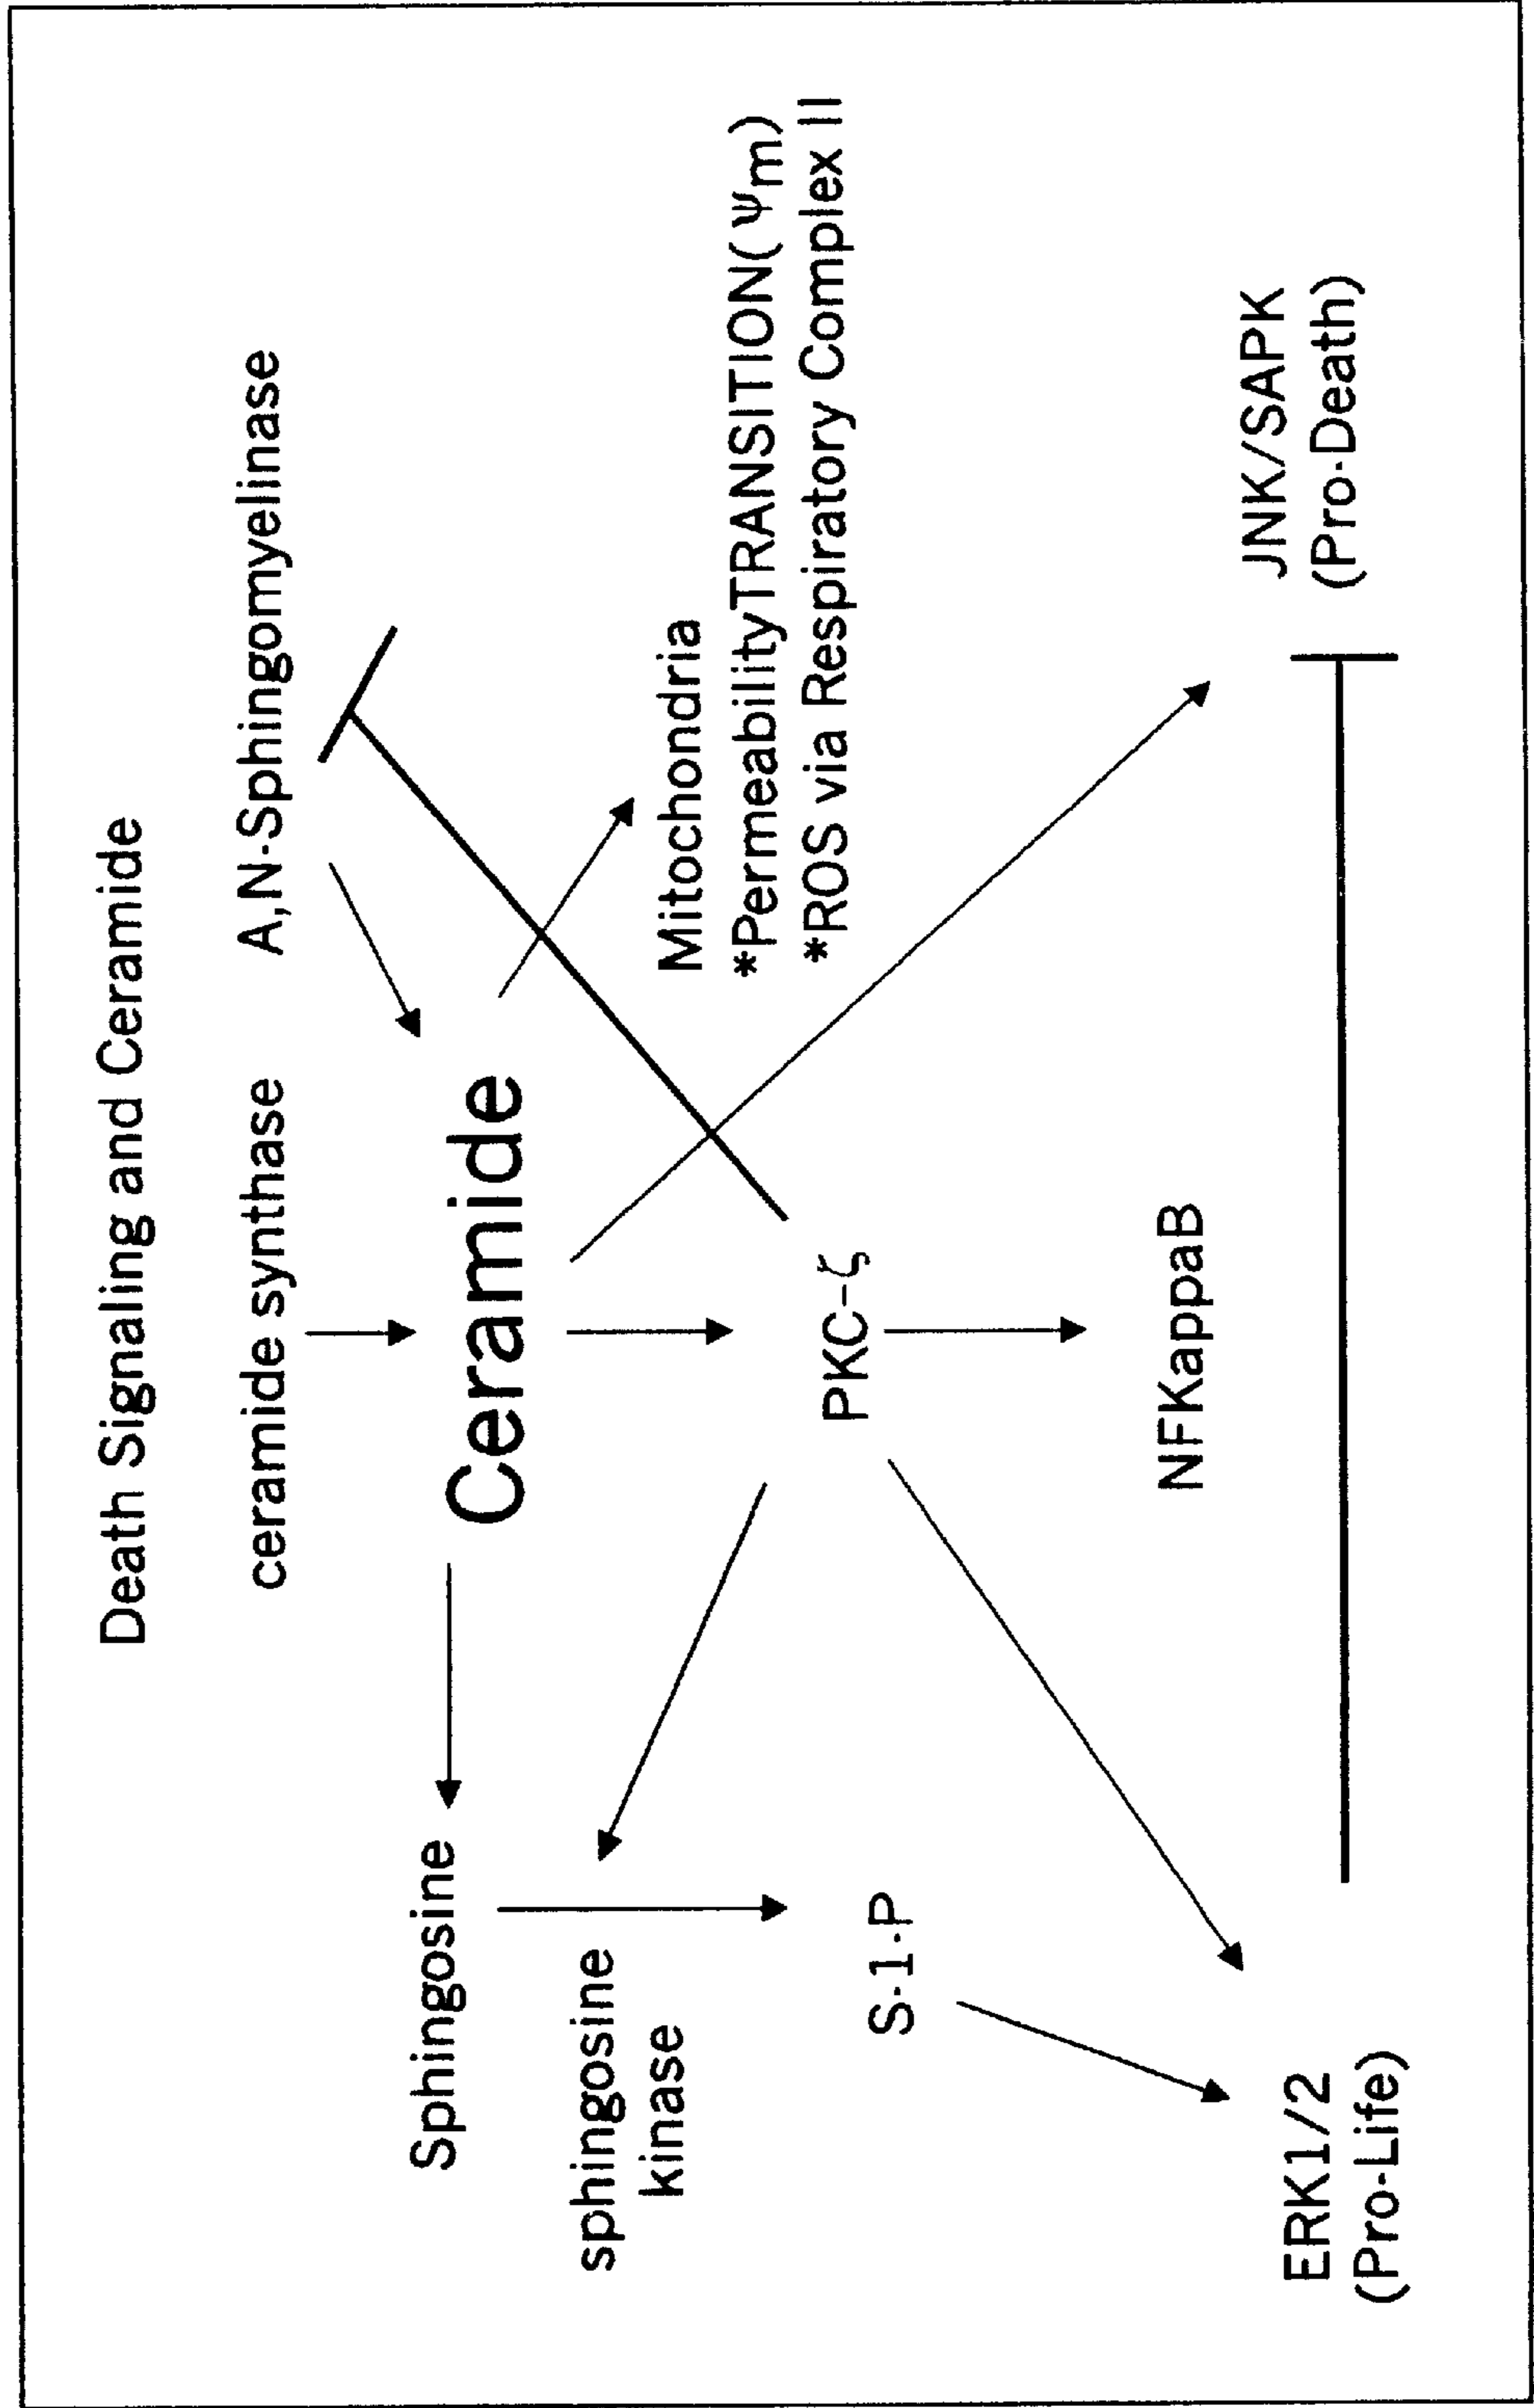 Death Signaling and Ceramide
ceramide synthase
A,N-Sphingomyelinase
Sphingosine
Ceramide
sphingosine
kinase
Mitochondria
*PermeabilityTRANSITION(Ψm)
*ROS via Respiratory Complex II
S-1-P
PKC-ζ
NFKappaB
ERK1/2
(Pro-Life)
JNK/SAPK
(Pro-Death)